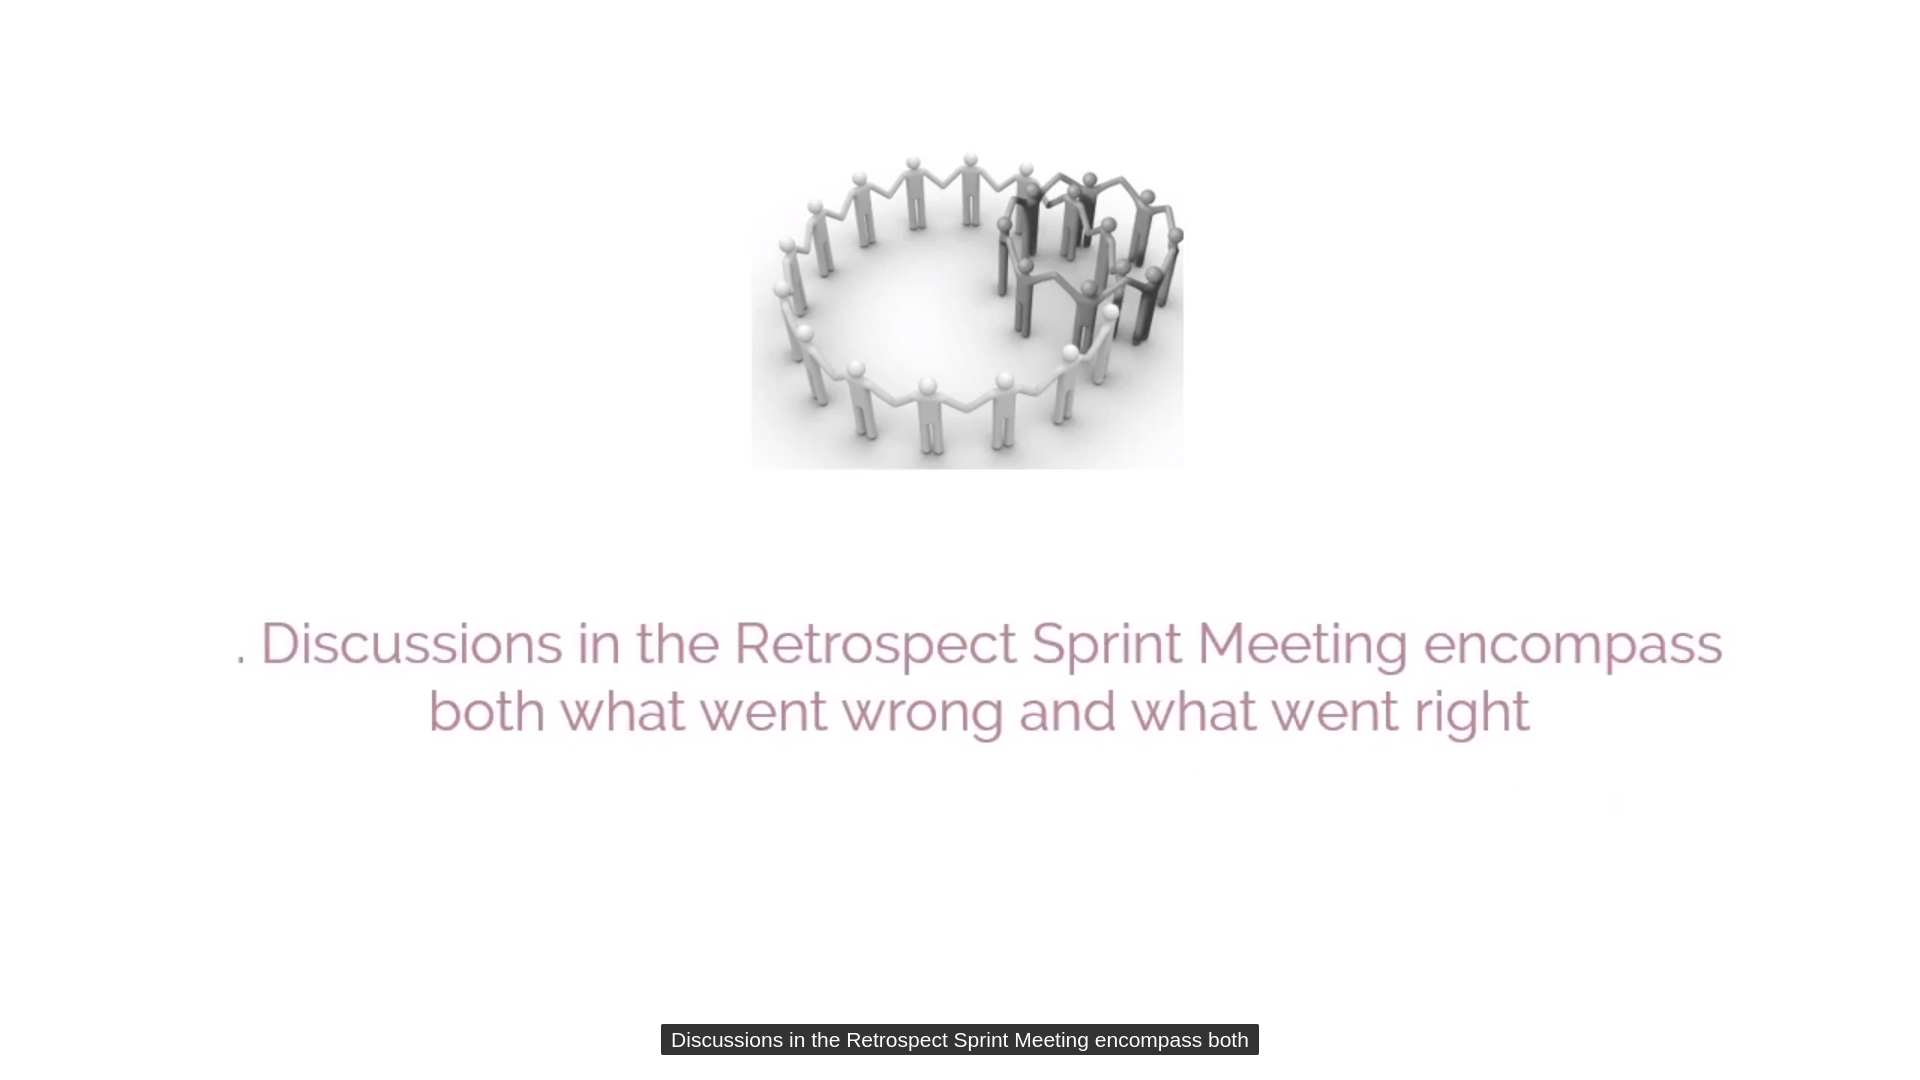 . Discussions in the Retrospect Sprint Meeting encompass
both what went wrong and what went right
Discussions in the Retrospect Sprint Meeting encompass both